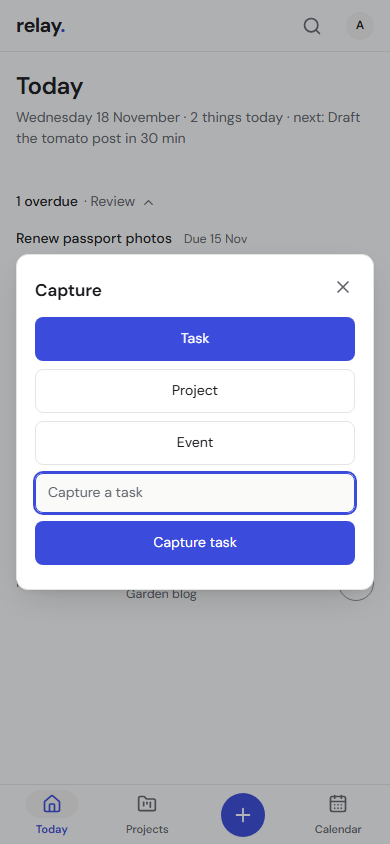 relay.
A
Today
Wednesday 18 November · 2 things today · next: Draft
the tomato post in 30 min
1 overdue · Review
Renew passport photos Due 15 Nov
Capture
Task
Project
Event
Capture a task
Capture task
Garden blog
Today
Projects
Calendar